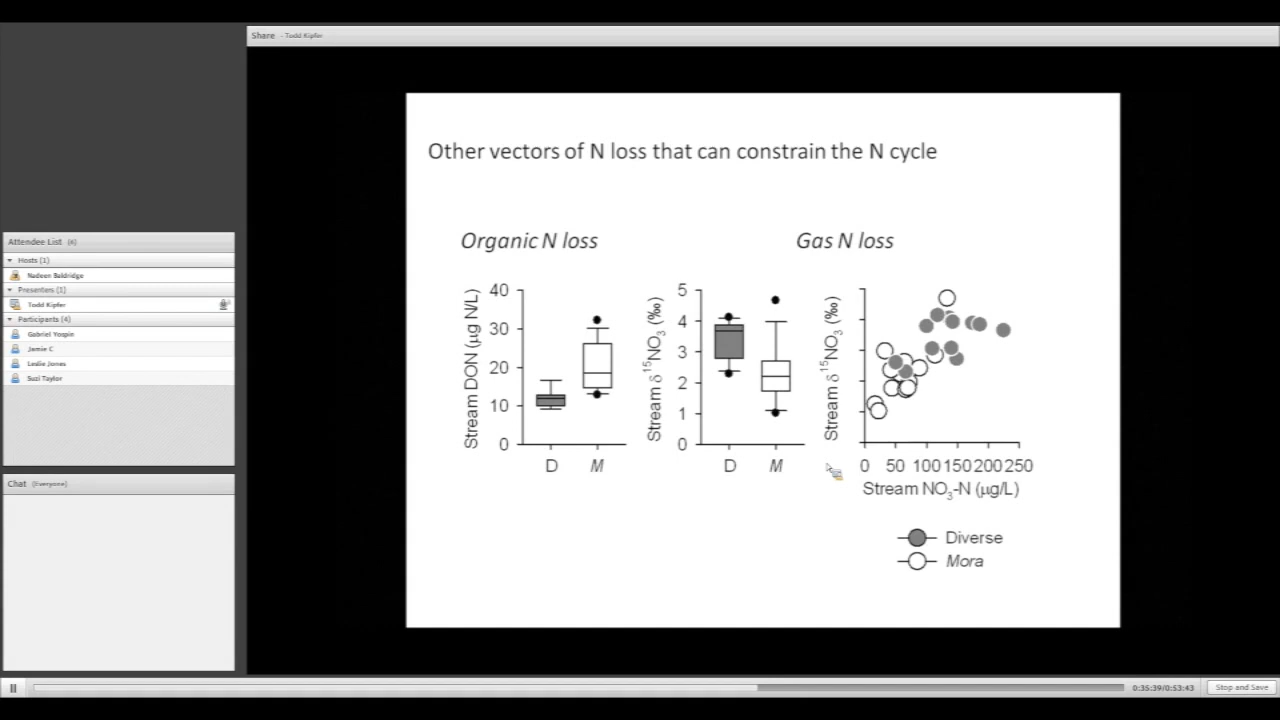 Share - Todd Kipfer
Attendee List (6)
Hosts (1)
Nadeen Baldridge
Presenters (1)
Todd Kipfer
Participants (4)
Gabriel Yospin
Jamie C
Leslie Jones
Suzi Taylor
Chat (Everyone)
Other vectors of N loss that can constrain the N cycle
Organic N loss
Gas N loss
Stream DON (µg N/L)
40
30
20
10
0
D M
Stream δ ¹⁵NO₃ (‰)
5
4
3
2
1
0
D M
Stream δ ¹⁵NO₃ (‰)
0 50 100 150 200 250
Stream NO₃-N (µg/L)
Diverse
Mora
0:35:39/0:53:43
Stop and Save